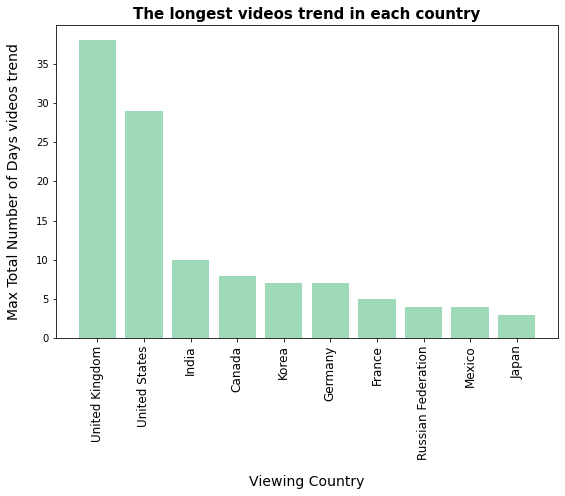 The longest videos trend in each country
Max Total Number of Days videos trend
35
30
25
20
15
10
5
0
United Kingdom
United States
India
Canada
Korea
Germany
France
Russian Federation
Mexico
Japan
Viewing Country